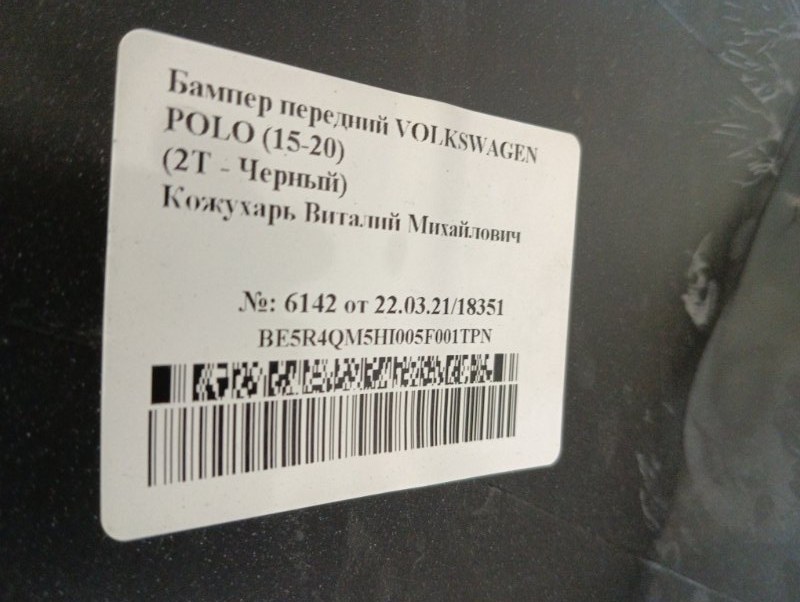 Бампер передний VOLKSWAGEN
POLO (15-20)
(2T - Черный)
Кожухарь Виталий Михайлович
№: 6142 от 22.03.21/18351
BE5R4QM5HI005F001TPN